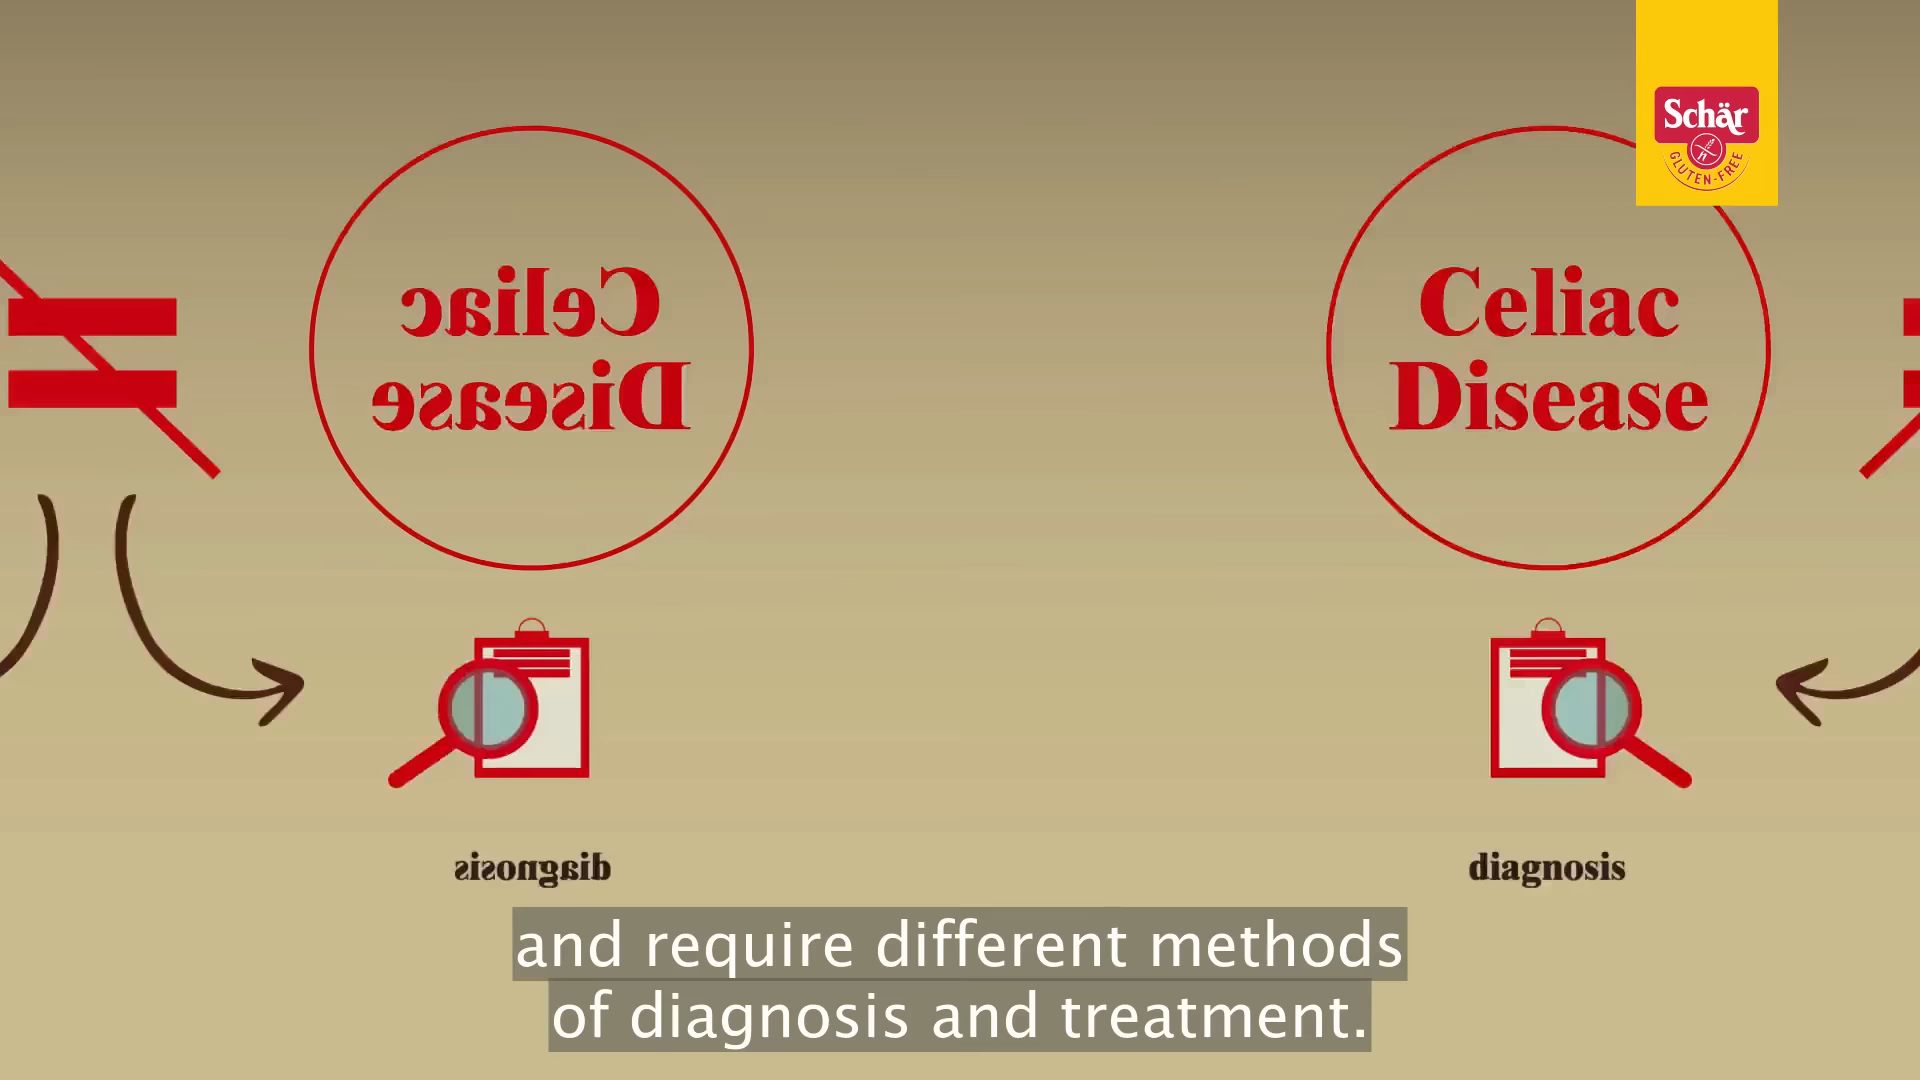 Schär
GLUTEN-FREE
Celiac
Disease
Celiac
Disease
diagnosis
diagnosis
and require different methods
of diagnosis and treatment.